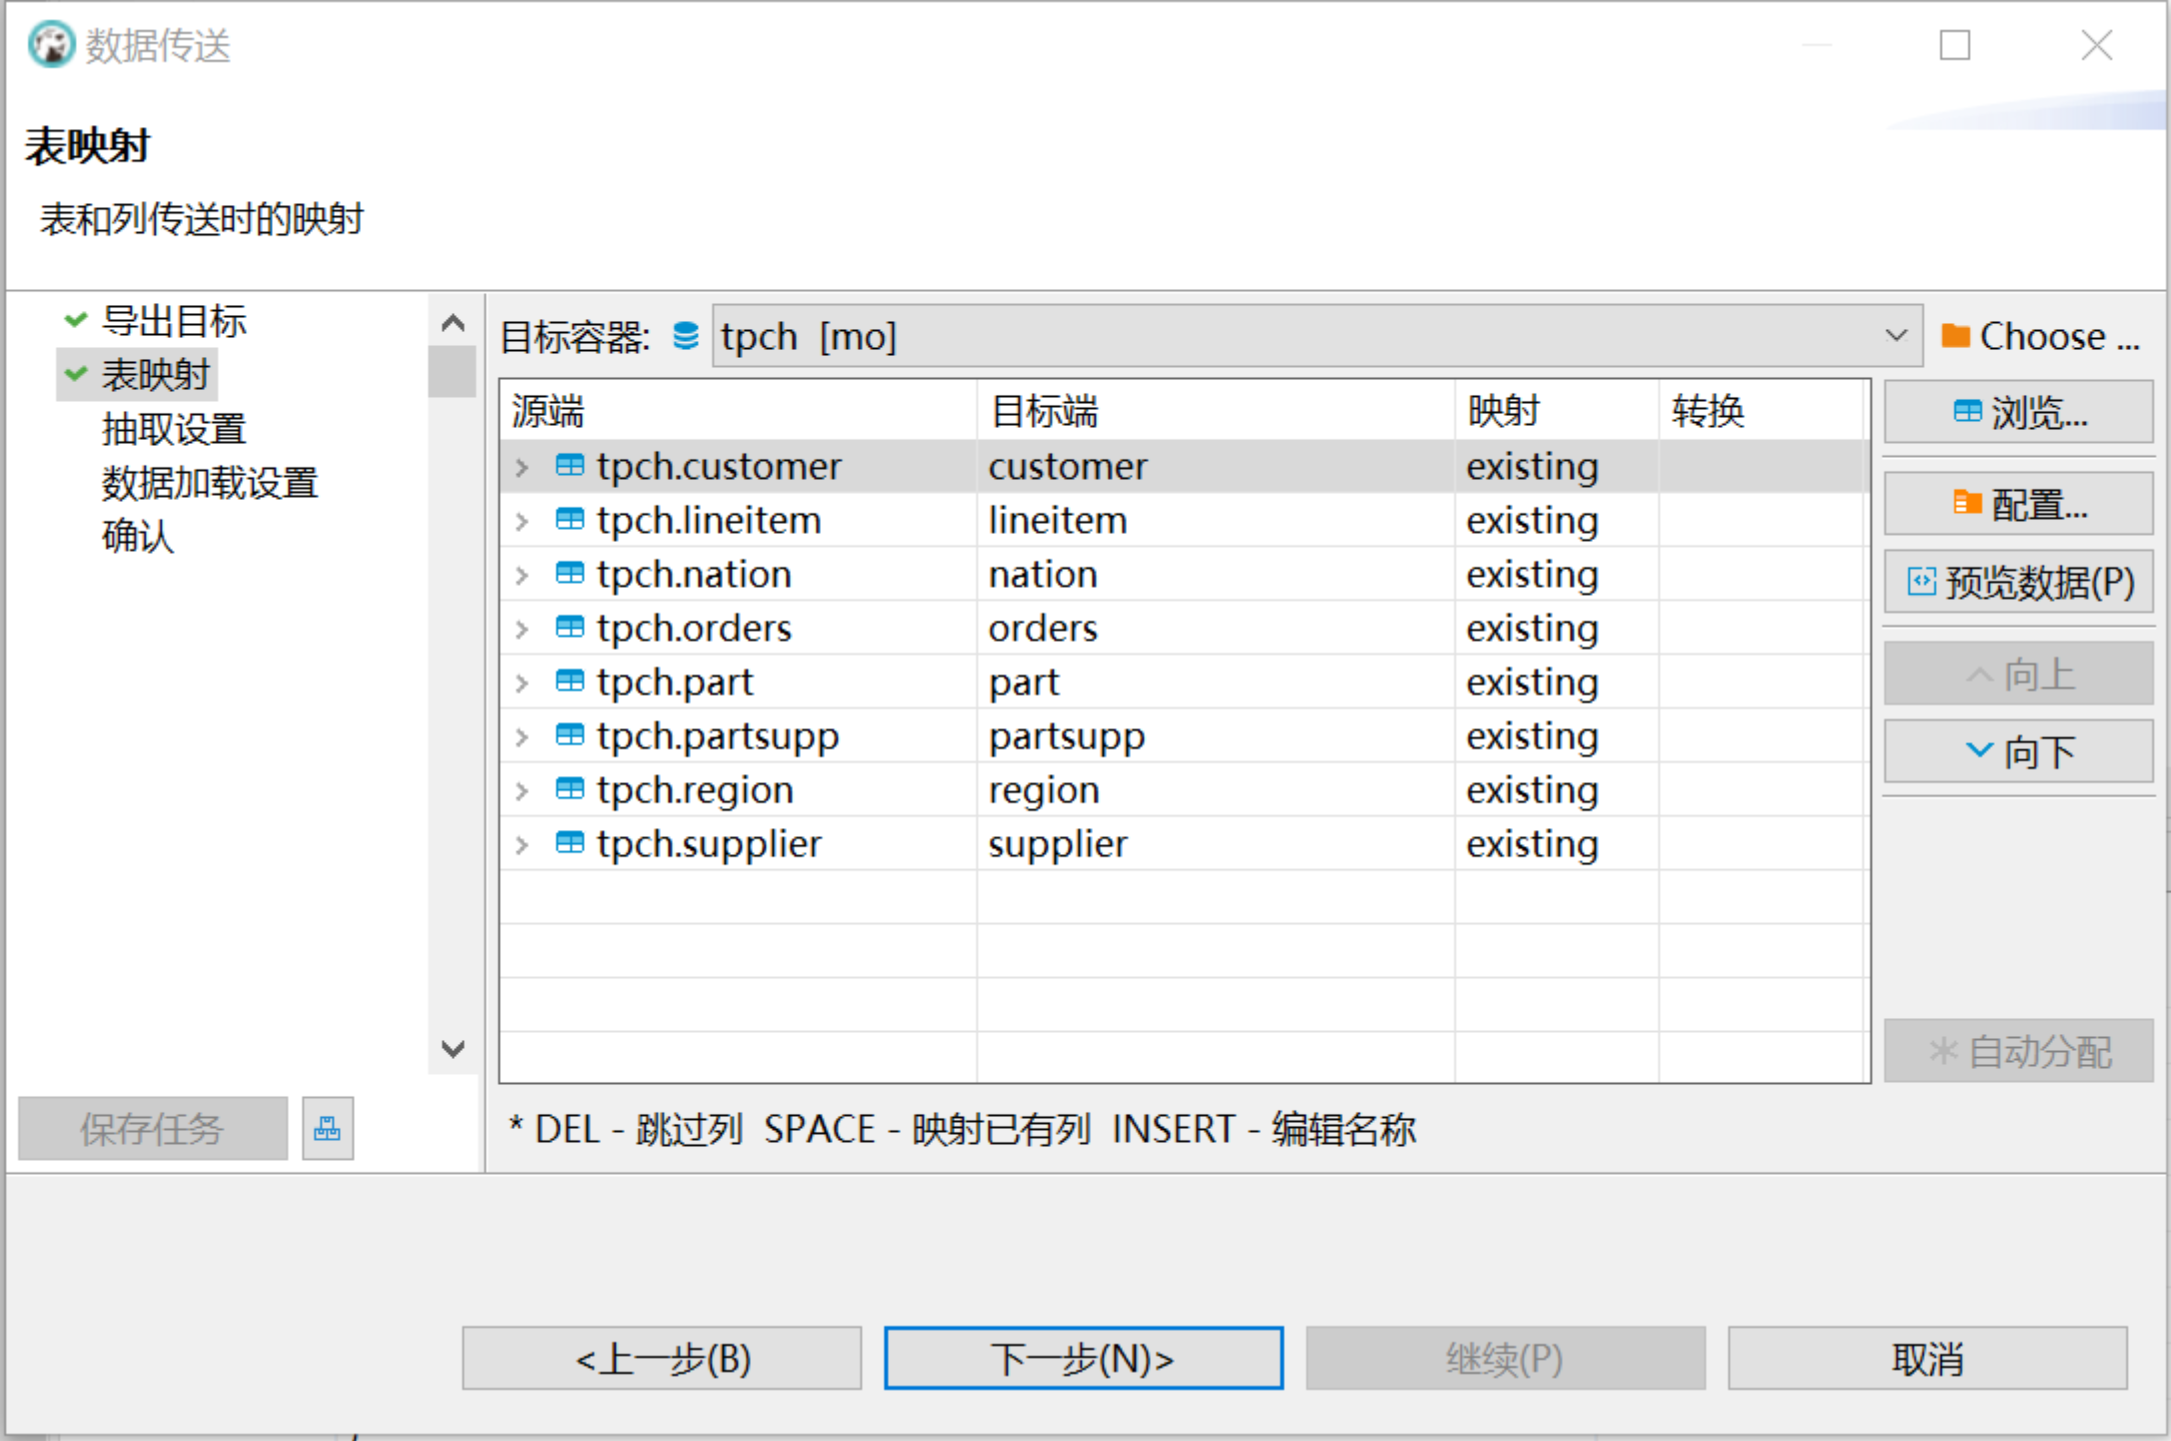 数据传送
表映射
表和列传送时的映射
导出目标
表映射
抽取设置
数据加载设置
确认
保存任务
目标容器: tpch [mo] Choose ...
源端 目标端 映射 转换
tpch.customer customer existing
tpch.lineitem lineitem existing
tpch.nation nation existing
tpch.orders orders existing
tpch.part part existing
tpch.partsupp partsupp existing
tpch.region region existing
tpch.supplier supplier existing
浏览...
配置...
预览数据(P)
向上
向下
自动分配
* DEL - 跳过列 SPACE - 映射已有列 INSERT - 编辑名称
<上一步(B) 下一步(N)> 继续(P) 取消